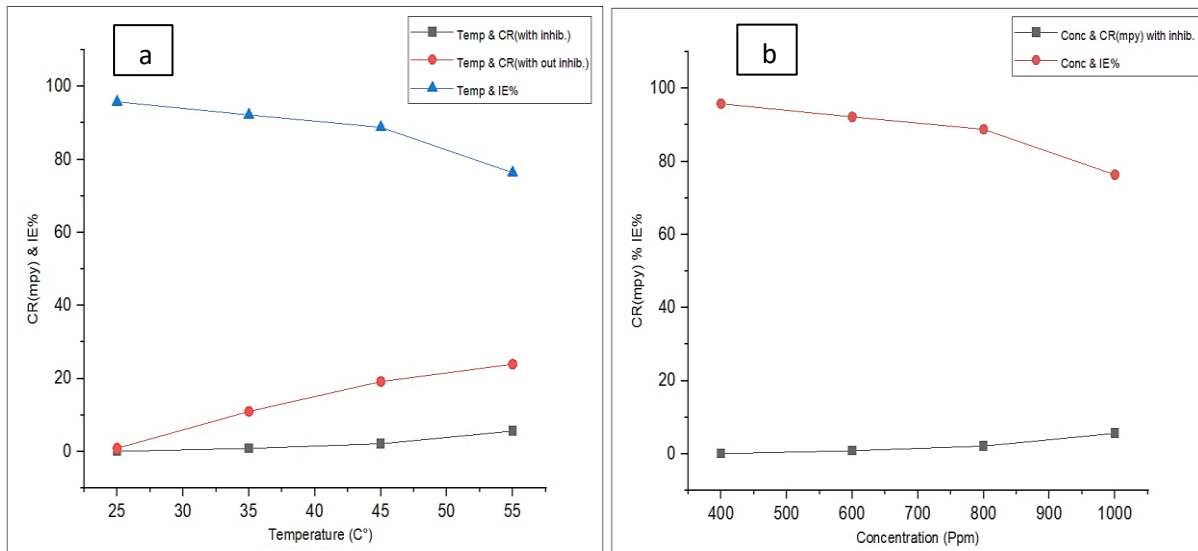 a
Temp & CR(with inhib.)
Temp & CR(with out inhib.)
Temp & IE%
100
80
60
40
20
0
CR(mpy) & IE%
25
30
35
40
45
50
55
Temperature (C°)
b
Conc & CR(mpy) with inhib.
Conc & IE%
100
80
60
40
20
0
CR(mpy) % IE%
400
500
600
700
800
900
1000
Concentration (Ppm)